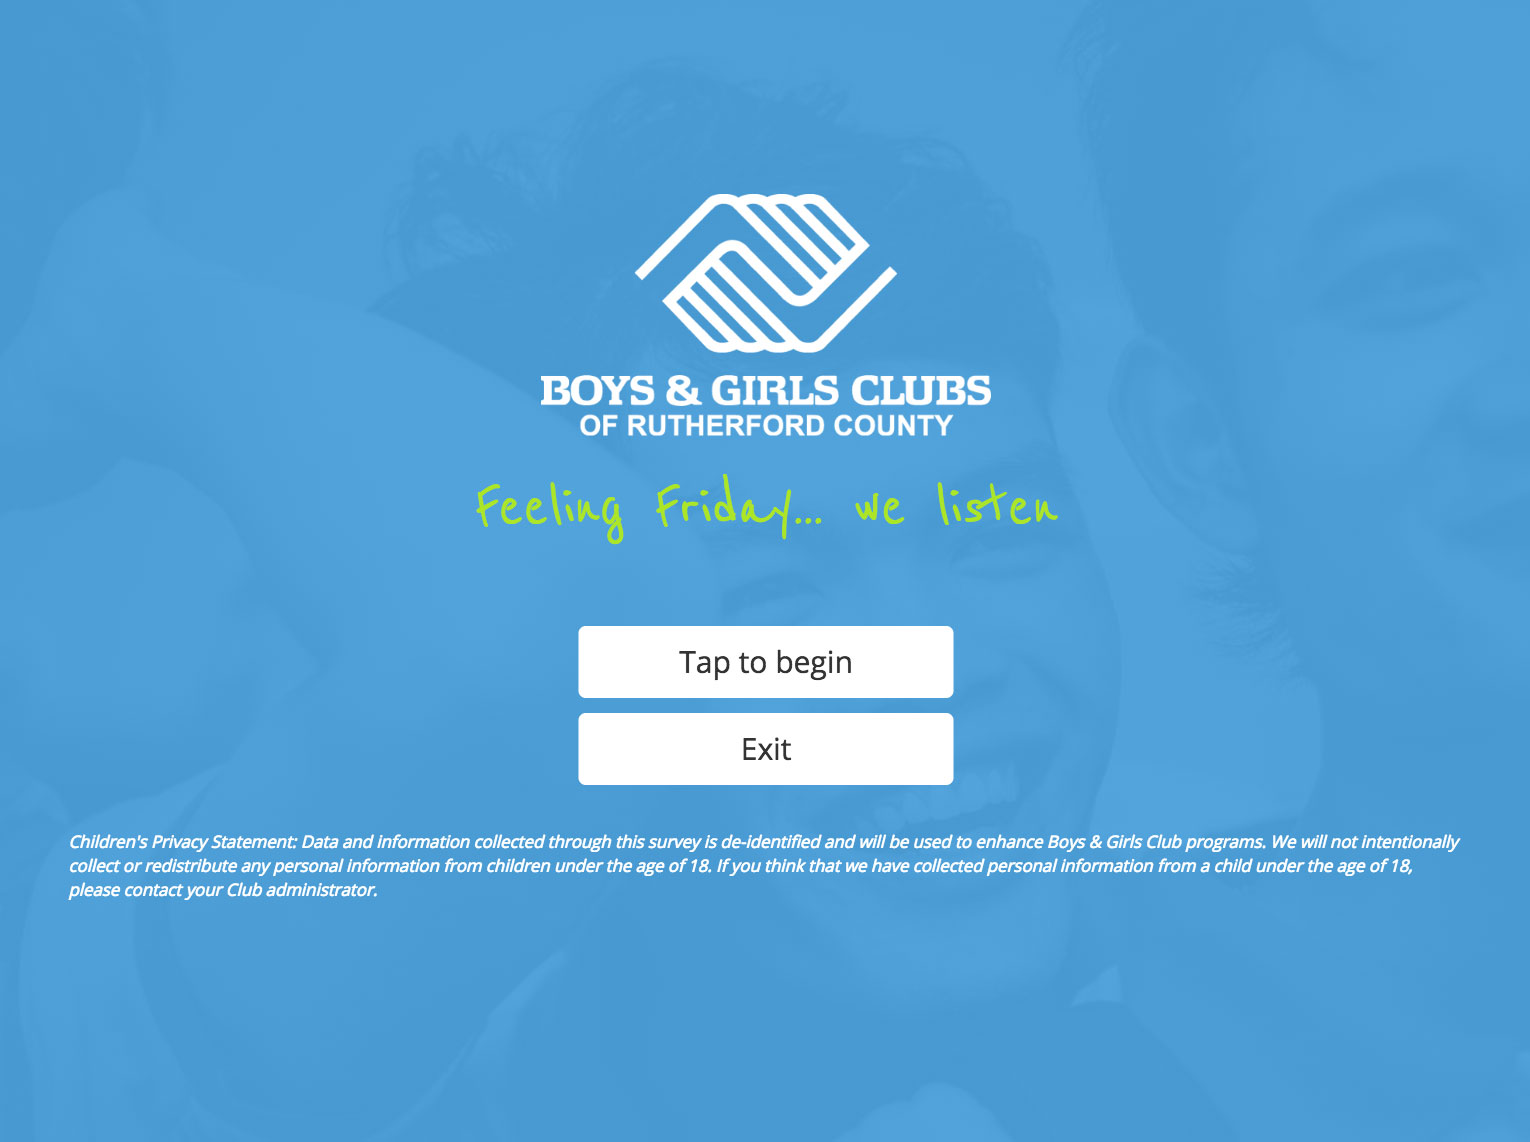 BOYS & GIRLS CLUBS
OF RUTHERFORD COUNTY
Feeling Friday... we listen
Tap to begin
Exit
Children's Privacy Statement: Data and information collected through this survey is de-identified and will be used to enhance Boys & Girls Club programs. We will not intentionally
collect or redistribute any personal information from children under the age of 18. If you think that we have collected personal information from a child under the age of 18,
please contact your Club administrator.